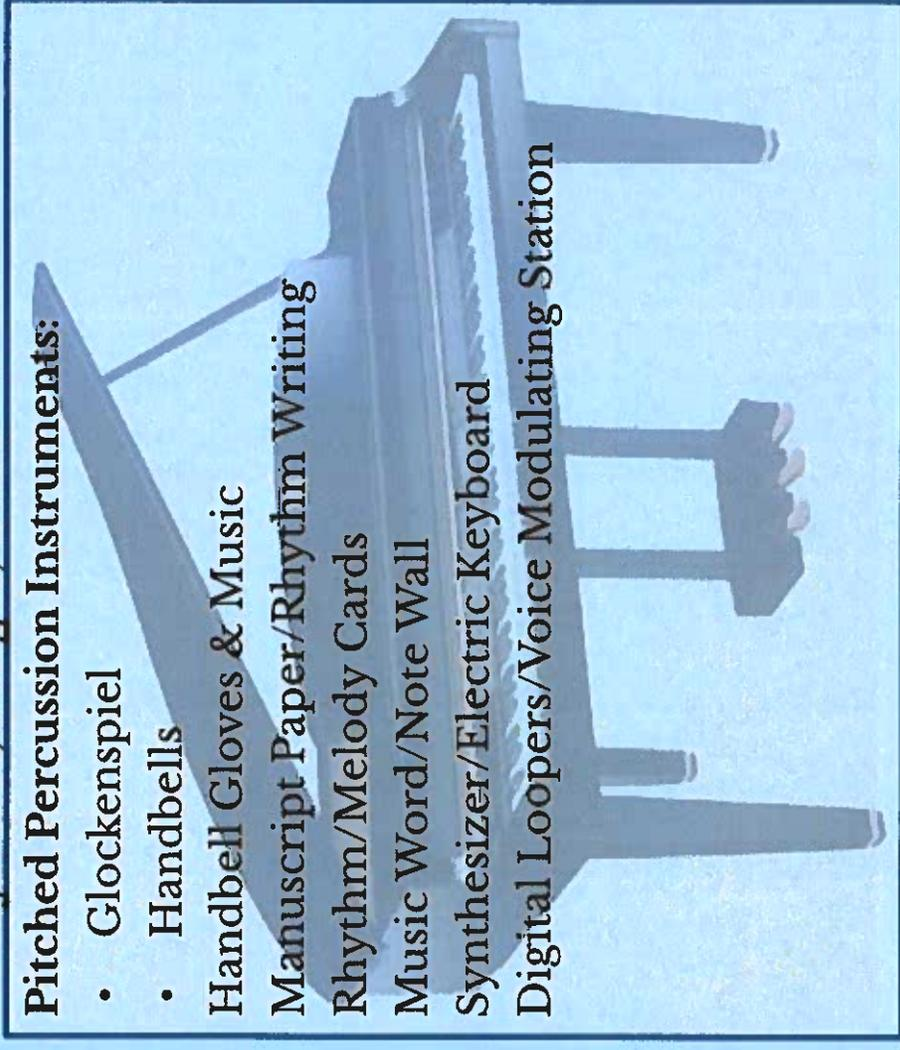 Pitched Percussion Instruments:
• Glockenspiel
• Handbells
Handbell Gloves & Music
Manuscript Paper/Rhythm Writing
Rhythm/Melody Cards
Music Word/Note Wall
Synthesizer/Electric Keyboard
Digital Loopers/Voice Modulating Station